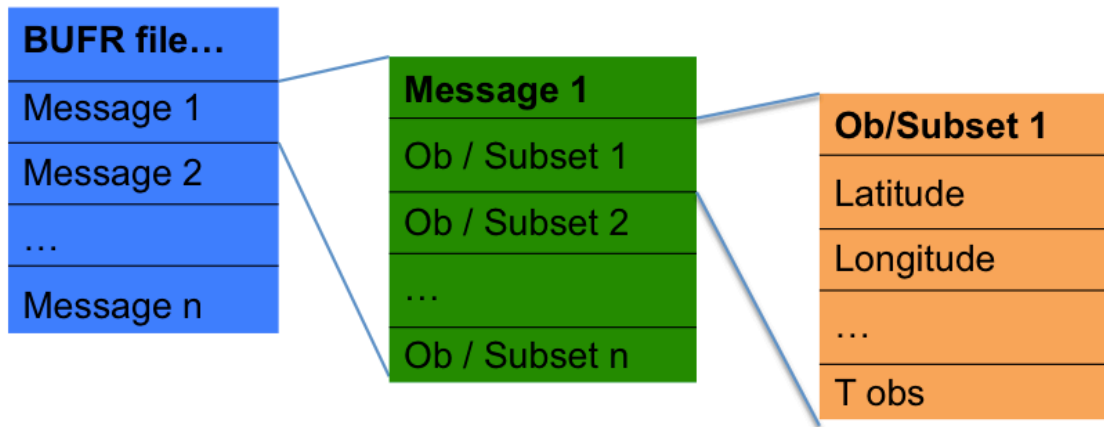 BUFR file…
Message 1
Message 2
…
Message n
Message 1
Ob / Subset 1
Ob / Subset 2
…
Ob / Subset n
Ob/Subset 1
Latitude
Longitude
…
T obs